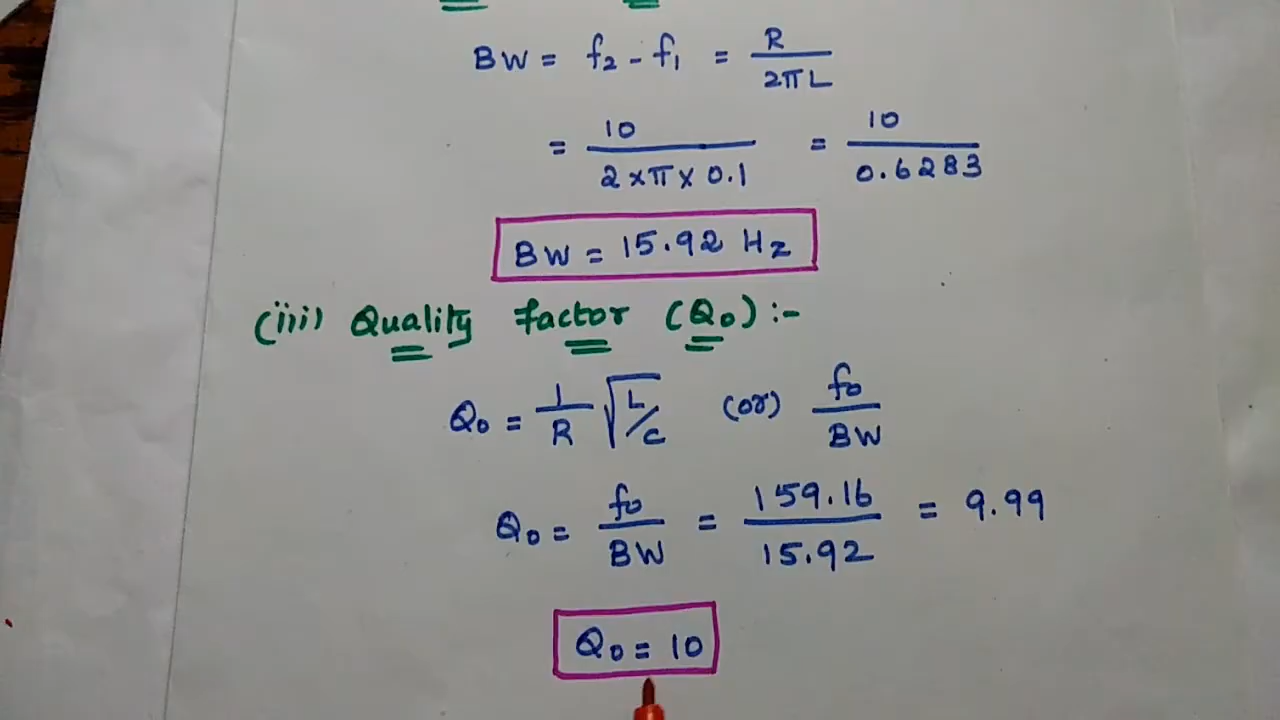 BW = f₂ - f₁ = R / 2πL
= 10 / 2×π×0.1 = 10 / 0.6283
BW = 15.92 Hz
(iii) Quality factor (Q₀) :-
Q₀ = 1/R √L/C (or) f₀/BW
Q₀ = f₀/BW = 159.16/15.92 = 9.99
Q₀ = 10